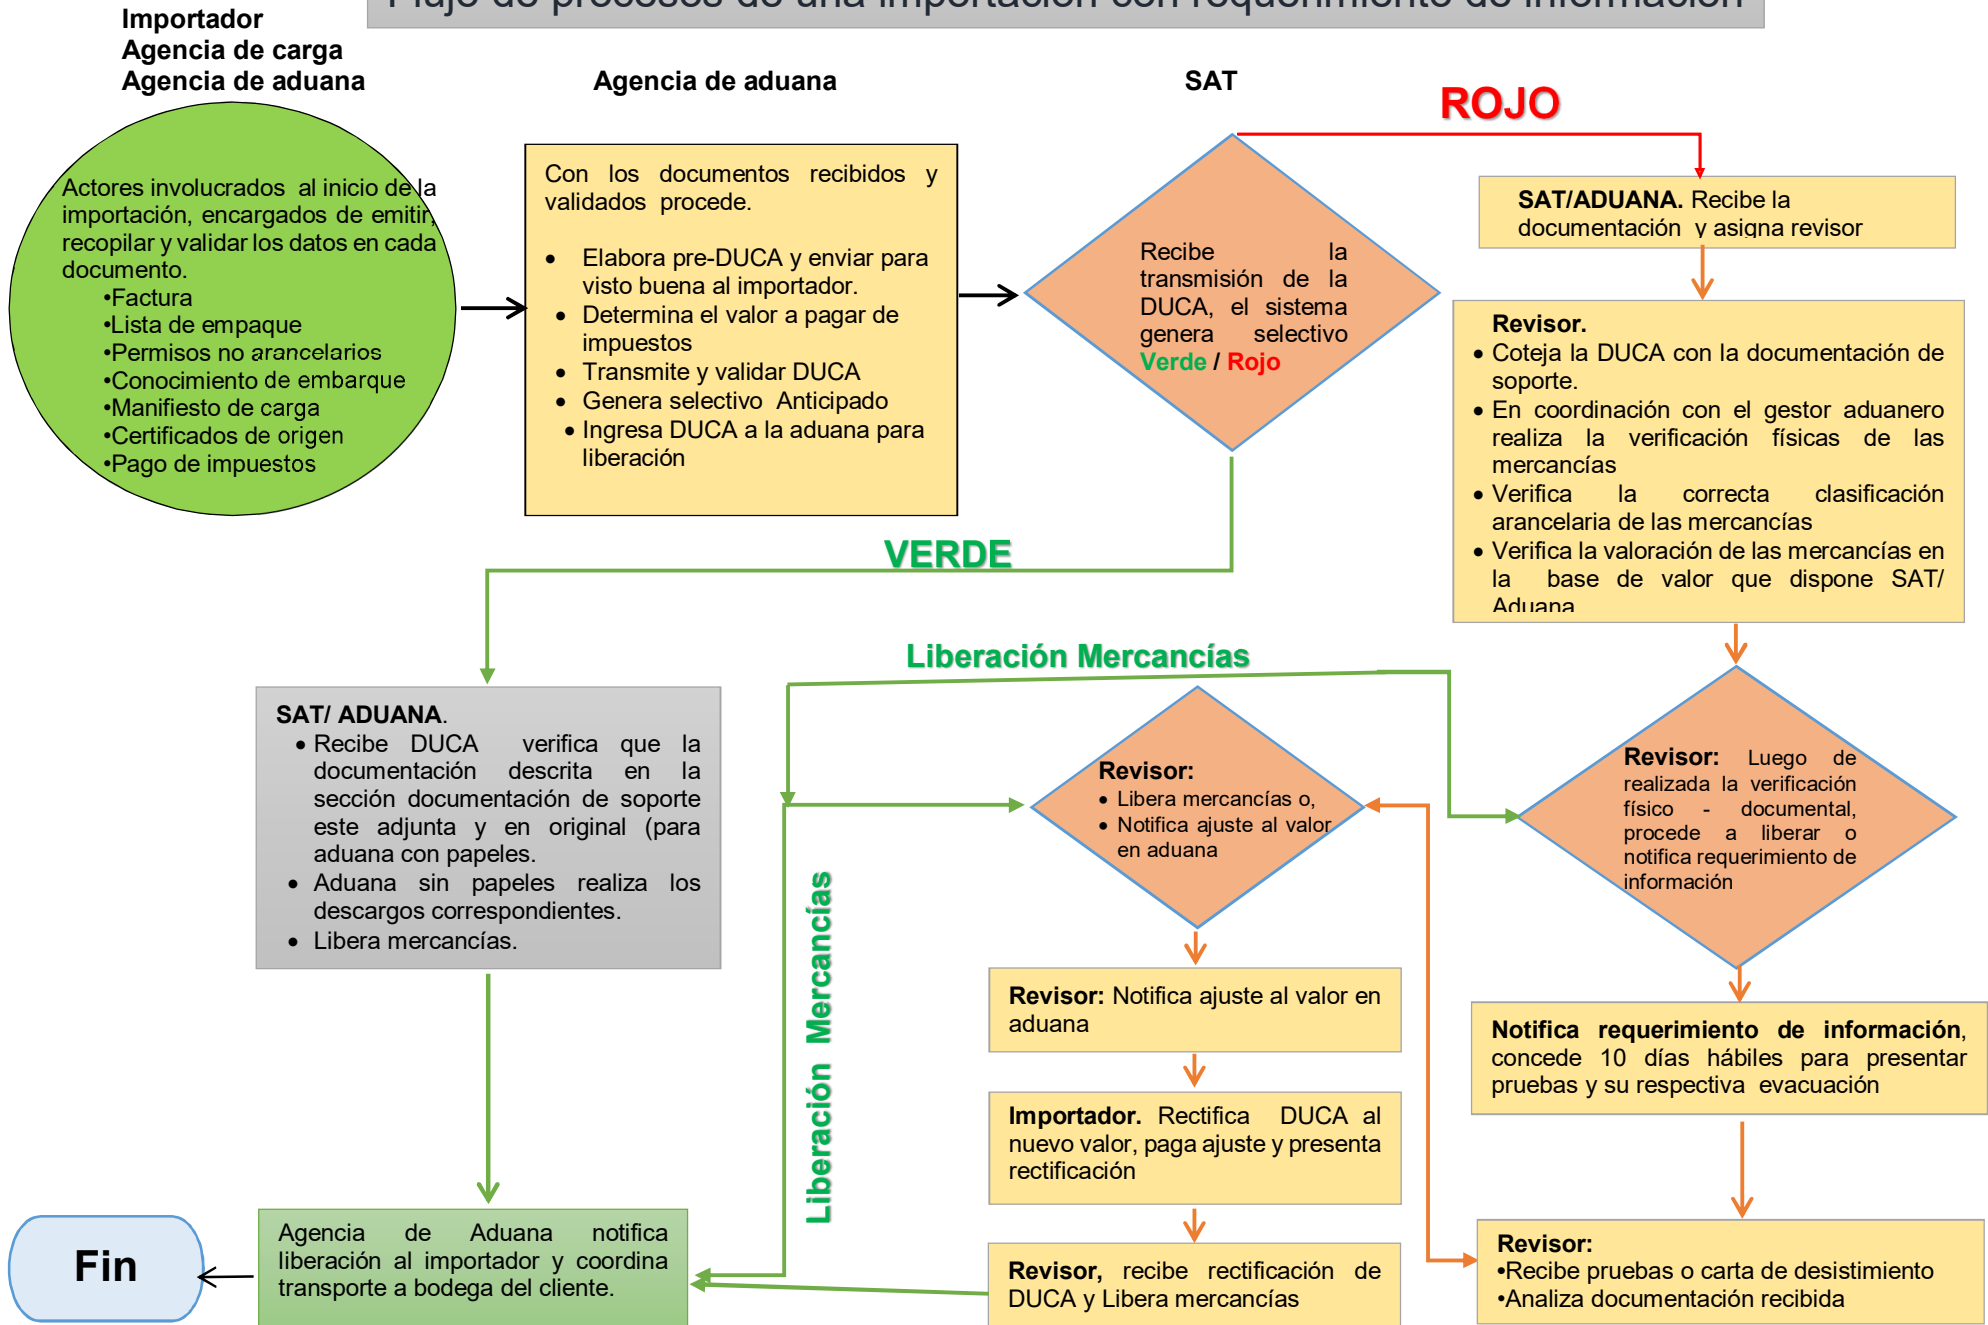 Flujo de procesos de una importación con requerimiento de información
Importador
Agencia de carga
Agencia de aduana
Agencia de aduana
SAT
ROJO
Actores involucrados al inicio de la
importación, encargados de emitir,
recopilar y validar los datos en cada
documento.
•Factura
•Lista de empaque
•Permisos no arancelarios
•Conocimiento de embarque
•Manifiesto de carga
•Certificados de origen
•Pago de impuestos
Con los documentos recibidos y
validados procede.
• Elabora pre-DUCA y enviar para
visto buena al importador.
• Determina el valor a pagar de
impuestos
• Transmite y validar DUCA
• Genera selectivo Anticipado
• Ingresa DUCA a la aduana para
liberación
Recibe la
transmisión de la
DUCA, el sistema
genera selectivo
Verde / Rojo
SAT/ADUANA. Recibe la
documentación y asigna revisor
Revisor.
• Coteja la DUCA con la documentación de
soporte.
• En coordinación con el gestor aduanero
realiza la verificación físicas de las
mercancías
• Verifica la correcta clasificación
arancelaria de las mercancías
• Verifica la valoración de las mercancías en
la base de valor que dispone SAT/
Aduana
VERDE
Liberación Mercancías
SAT/ ADUANA.
• Recibe DUCA verifica que la
documentación descrita en la
sección documentación de soporte
este adjunta y en original (para
aduana con papeles.
• Aduana sin papeles realiza los
descargos correspondientes.
• Libera mercancías.
Liberación Mercancías
Revisor:
• Libera mercancías o,
• Notifica ajuste al valor
en aduana
Revisor: Luego de
realizada la verificación
físico - documental,
procede a liberar o
notifica requerimiento de
información
Revisor: Notifica ajuste al valor en
aduana
Notifica requerimiento de información,
concede 10 días hábiles para presentar
pruebas y su respectiva evacuación
Importador. Rectifica DUCA al
nuevo valor, paga ajuste y presenta
rectificación
Fin
Agencia de Aduana notifica
liberación al importador y coordina
transporte a bodega del cliente.
Revisor, recibe rectificación de
DUCA y Libera mercancías
Revisor:
•Recibe pruebas o carta de desistimiento
•Analiza documentación recibida